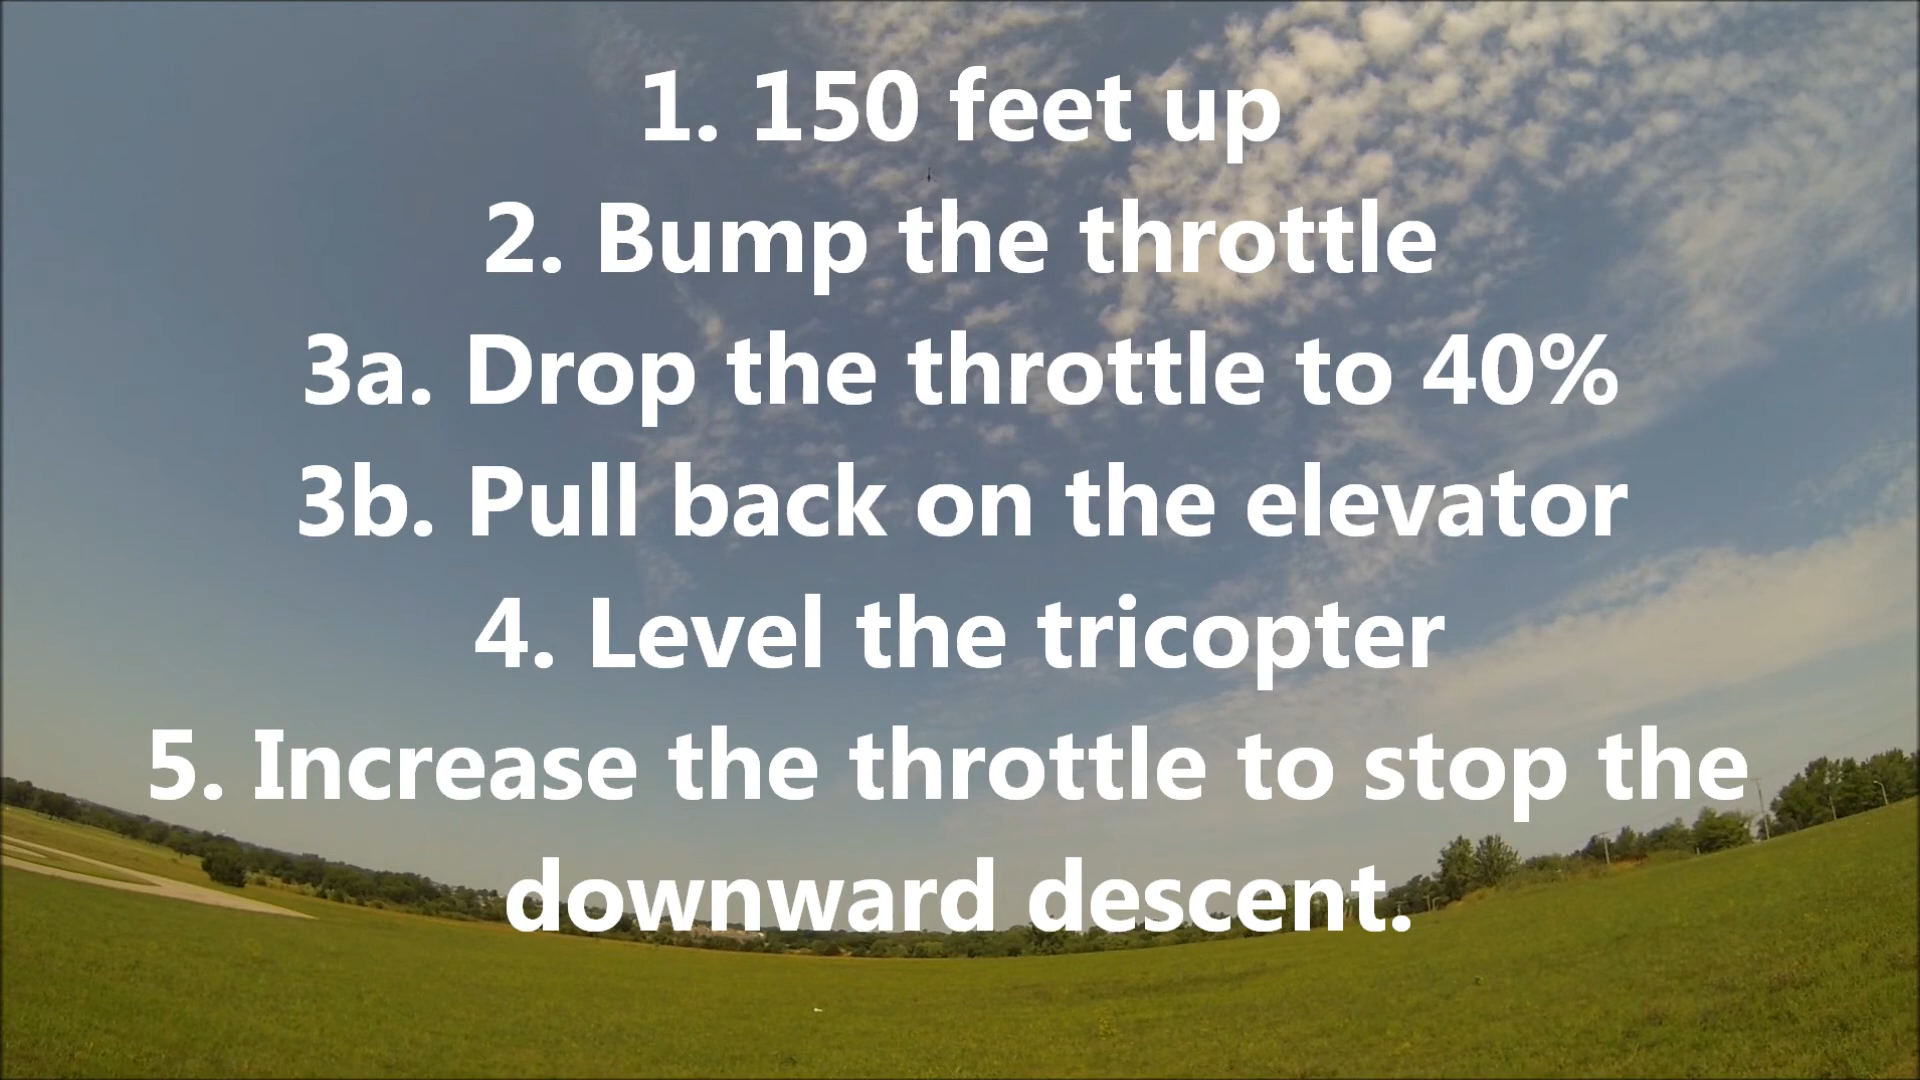 1. 150 feet up
2. Bump the throttle
3a. Drop the throttle to 40%
3b. Pull back on the elevator
4. Level the tricopter
5. Increase the throttle to stop the
downward descent.